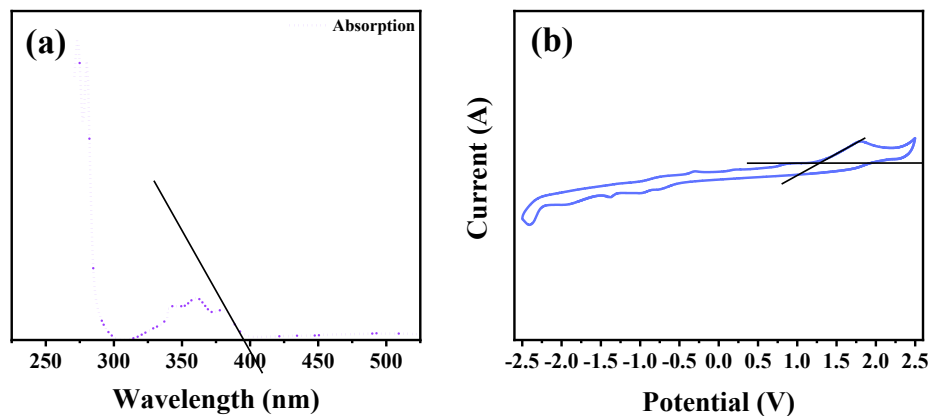 (a)
Absorption
250 300 350 400 450 500
Wavelength (nm)
(b)
Current (A)
-2.5 -2.0 -1.5 -1.0 -0.5 0.0 0.5 1.0 1.5 2.0 2.5
Potential (V)